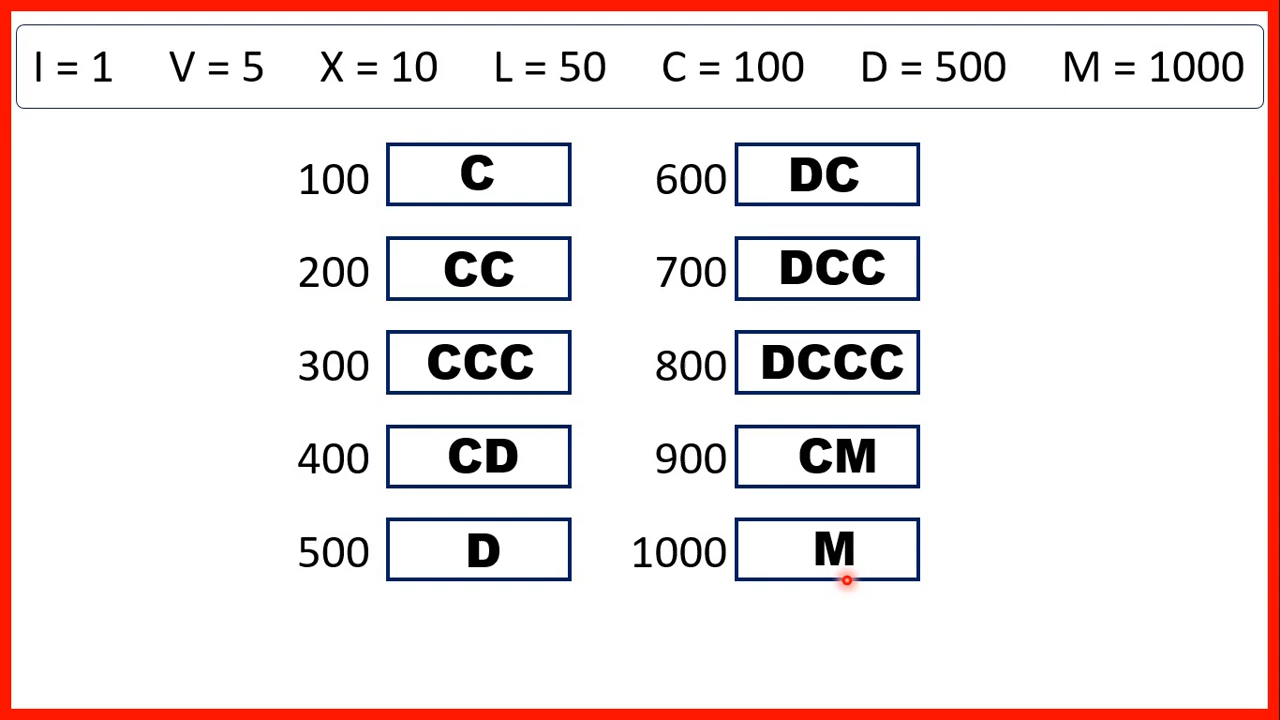 I = 1 V = 5 X = 10 L = 50 C = 100 D = 500 M = 1000
100 C 600 DC
200 CC 700 DCC
300 CCC 800 DCCC
400 CD 900 CM
500 D 1000 M